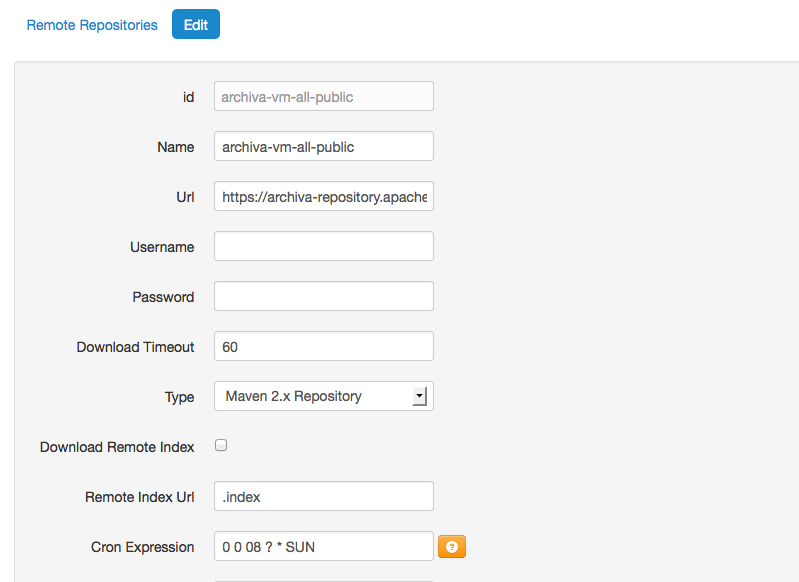 Remote Repositories Edit
id archiva-vm-all-public
Name archiva-vm-all-public
Url https://archiva-repository.apache
Username
Password
Download Timeout 60
Type Maven 2.x Repository
Download Remote Index
Remote Index Url .index
Cron Expression 0 0 08 ? * SUN ?